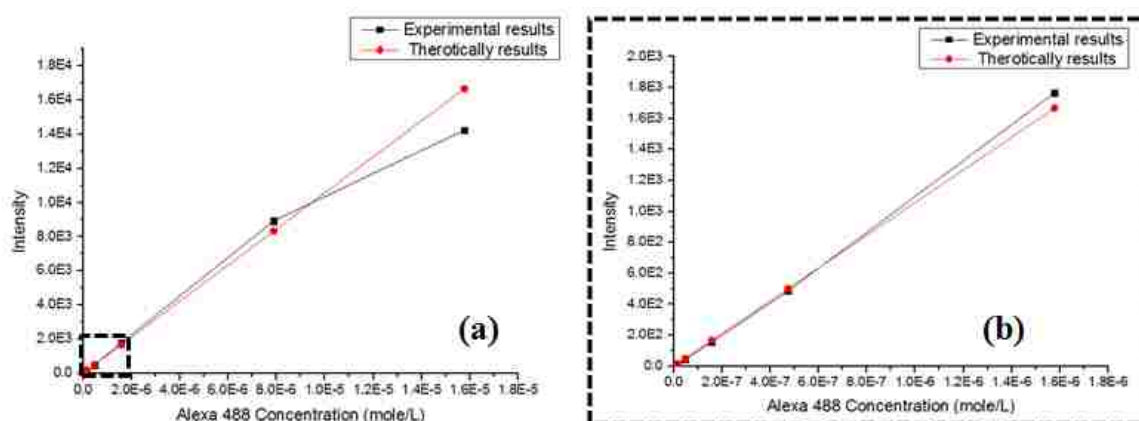 Experimental results
Therotically results
1.8E4
1.6E4
1.4E4
1.2E4
1.0E4
8.0E3
6.0E3
4.0E3
2.0E3
0.0
Intensity
(a)
0.0 2.0E-6 4.0E-6 6.0E-6 8.0E-6 1.0E-5 1.2E-5 1.4E-5 1.6E-5 1.8E-5
Alexa 488 Concentration (mole/L)
Experimental results
Therotically results
1.8E3
1.6E3
1.4E3
1.2E3
1.0E3
8.0E2
6.0E2
4.0E2
2.0E2
0.0
Intensity
(b)
0.0 2.0E-7 4.0E-7 6.0E-7 8.0E-7 1.0E-6 1.2E-6 1.4E-6 1.6E-6 1.8E-6
Alexa 488 Concentration (mole/L)